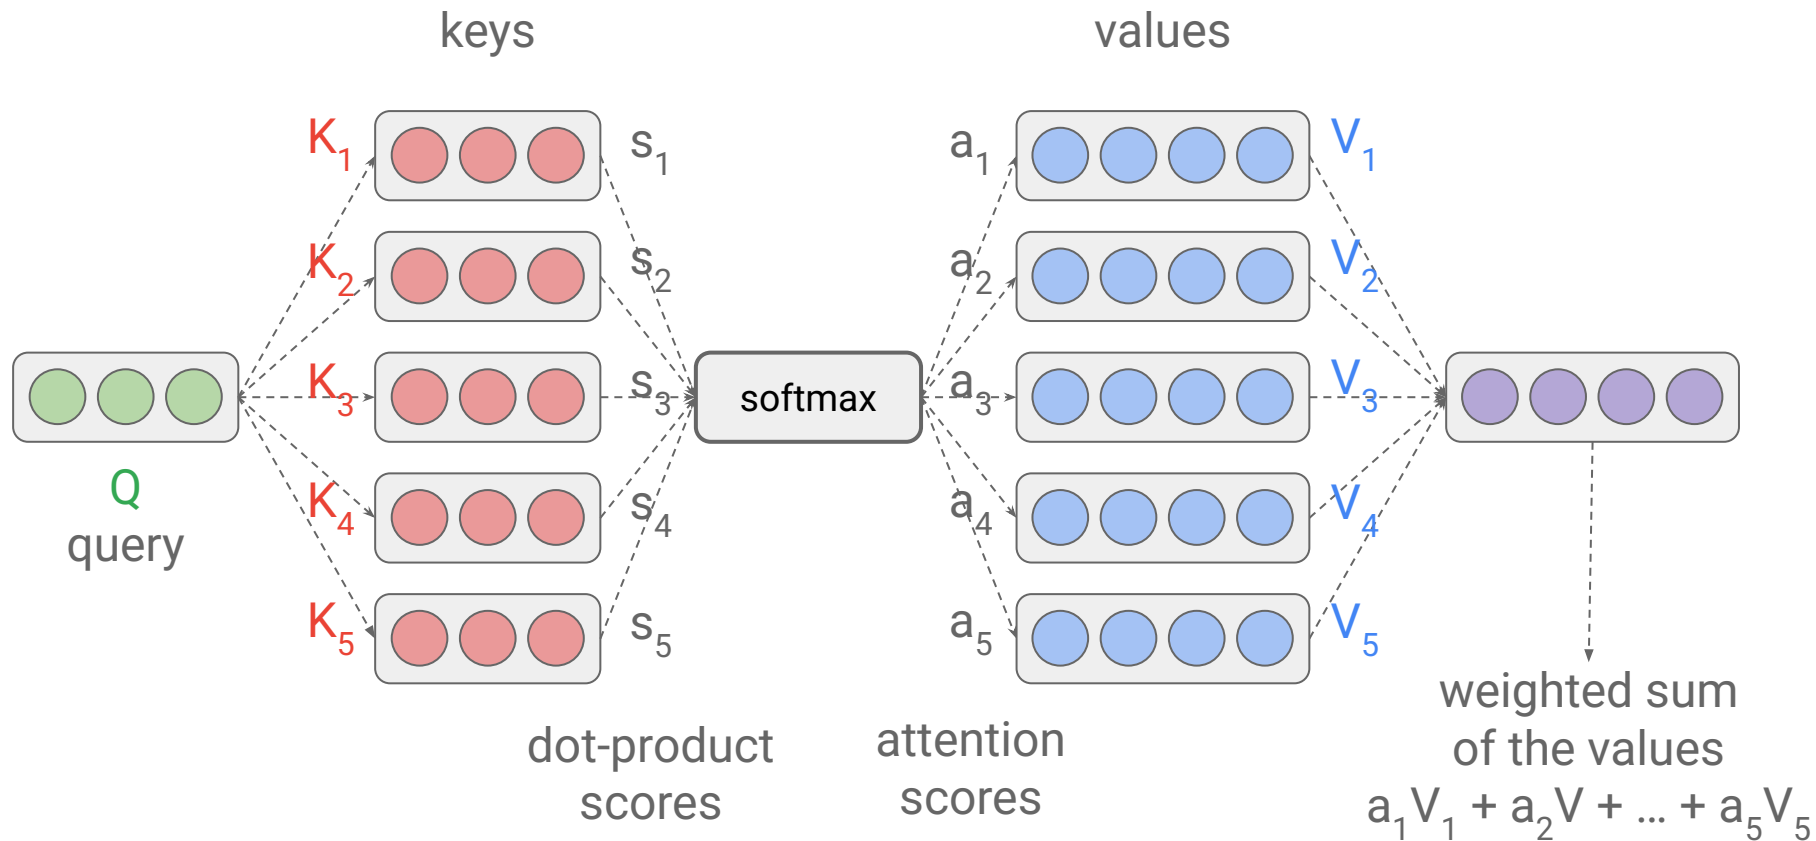 keys
values
K1
s1
a1
V1
K2
s2
a2
V2
K3
s3
softmax
a3
V3
Q
query
K4
s4
a4
V4
K5
s5
a5
V5
dot-product
scores
attention
scores
weighted sum
of the values
a1V1 + a2V + ... + a5V5